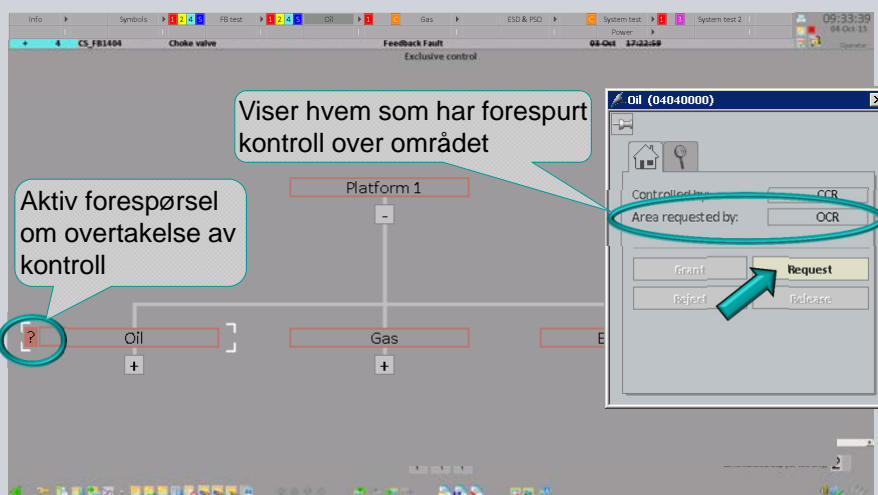 Info Symbols 1 2 4 5 FB test 1 2 4 5 Oil 1 C Gas ESD & PSD C System test 1 3 System test 2
Power
09:33:39
04-Oct-15
+ 4 CS_FB1404 Choke valve Feedback Fault 03-Oct 17:22:59
Operator
Exclusive control
Viser hvem som har forespurt
kontroll over området
Oil (04040000)
Controlled by: CCR
Area requested by: OCR
Grant Request
Reject Release
Aktiv forespørsel
om overtakelse av
kontroll
Platform 1
-
? Oil Gas E
+ +
2